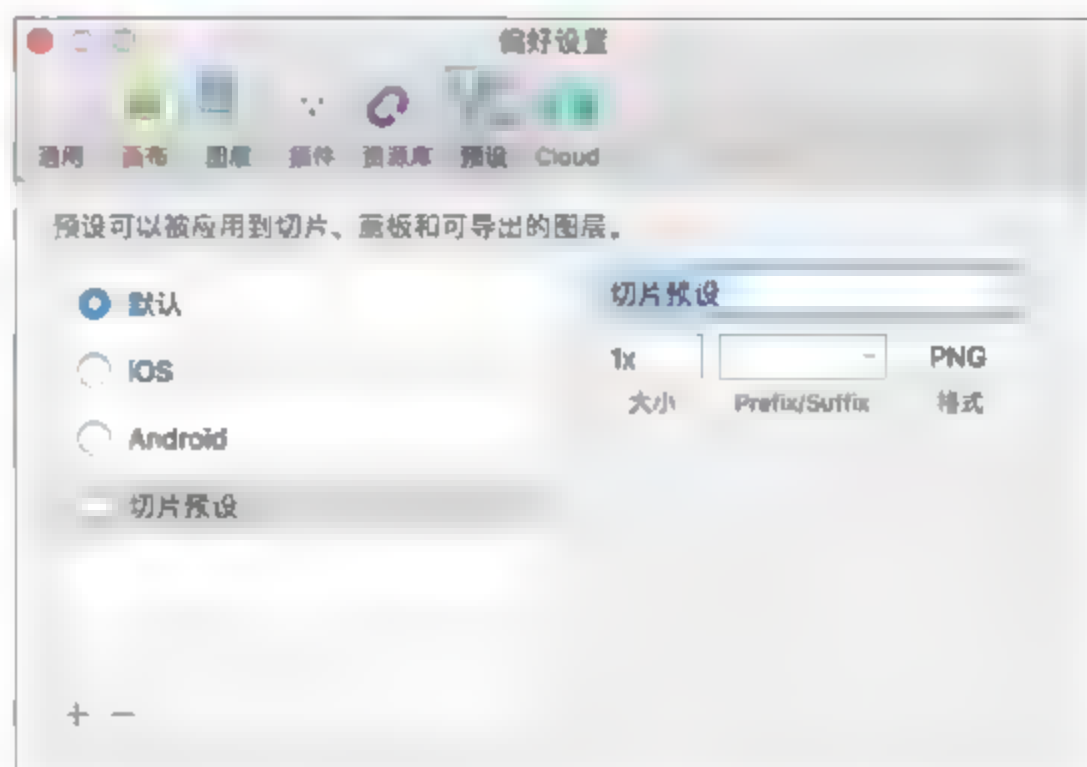 偏好设置
通用 画布 图层 插件 资源库 预设 Cloud
预设可以被应用到切片、画板和可导出的图层。
默认
iOS
Android
切片预设
切片预设
1x PNG
大小 Prefix/Suffix 格式
+ −